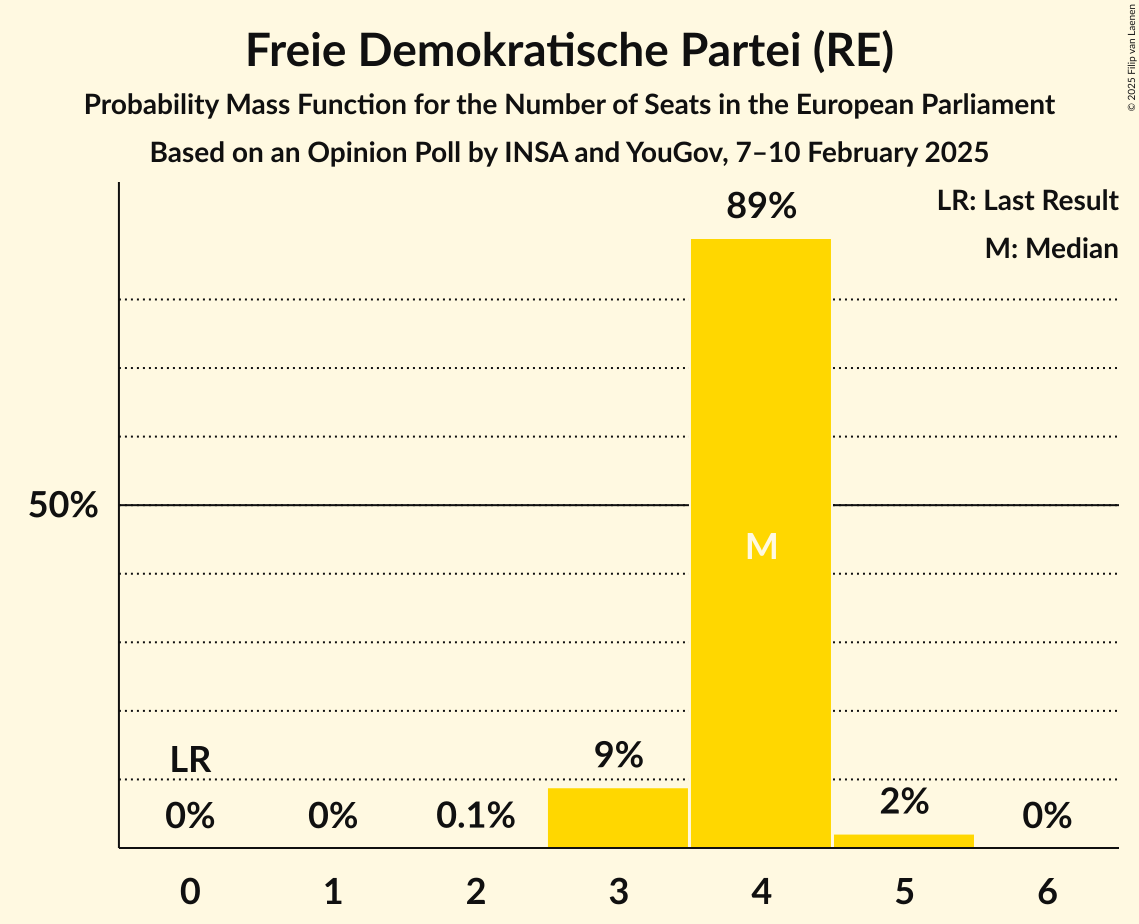 Freie Demokratische Partei (RE)
Probability Mass Function for the Number of Seats in the European Parliament
Based on an Opinion Poll by INSA and YouGov, 7–10 February 2025
© 2025 Filip van Laenen
LR: Last Result
M: Median
89%
50%
M
LR
9%
2%
0%
0%
0.1%
0%
0
1
2
3
4
5
6